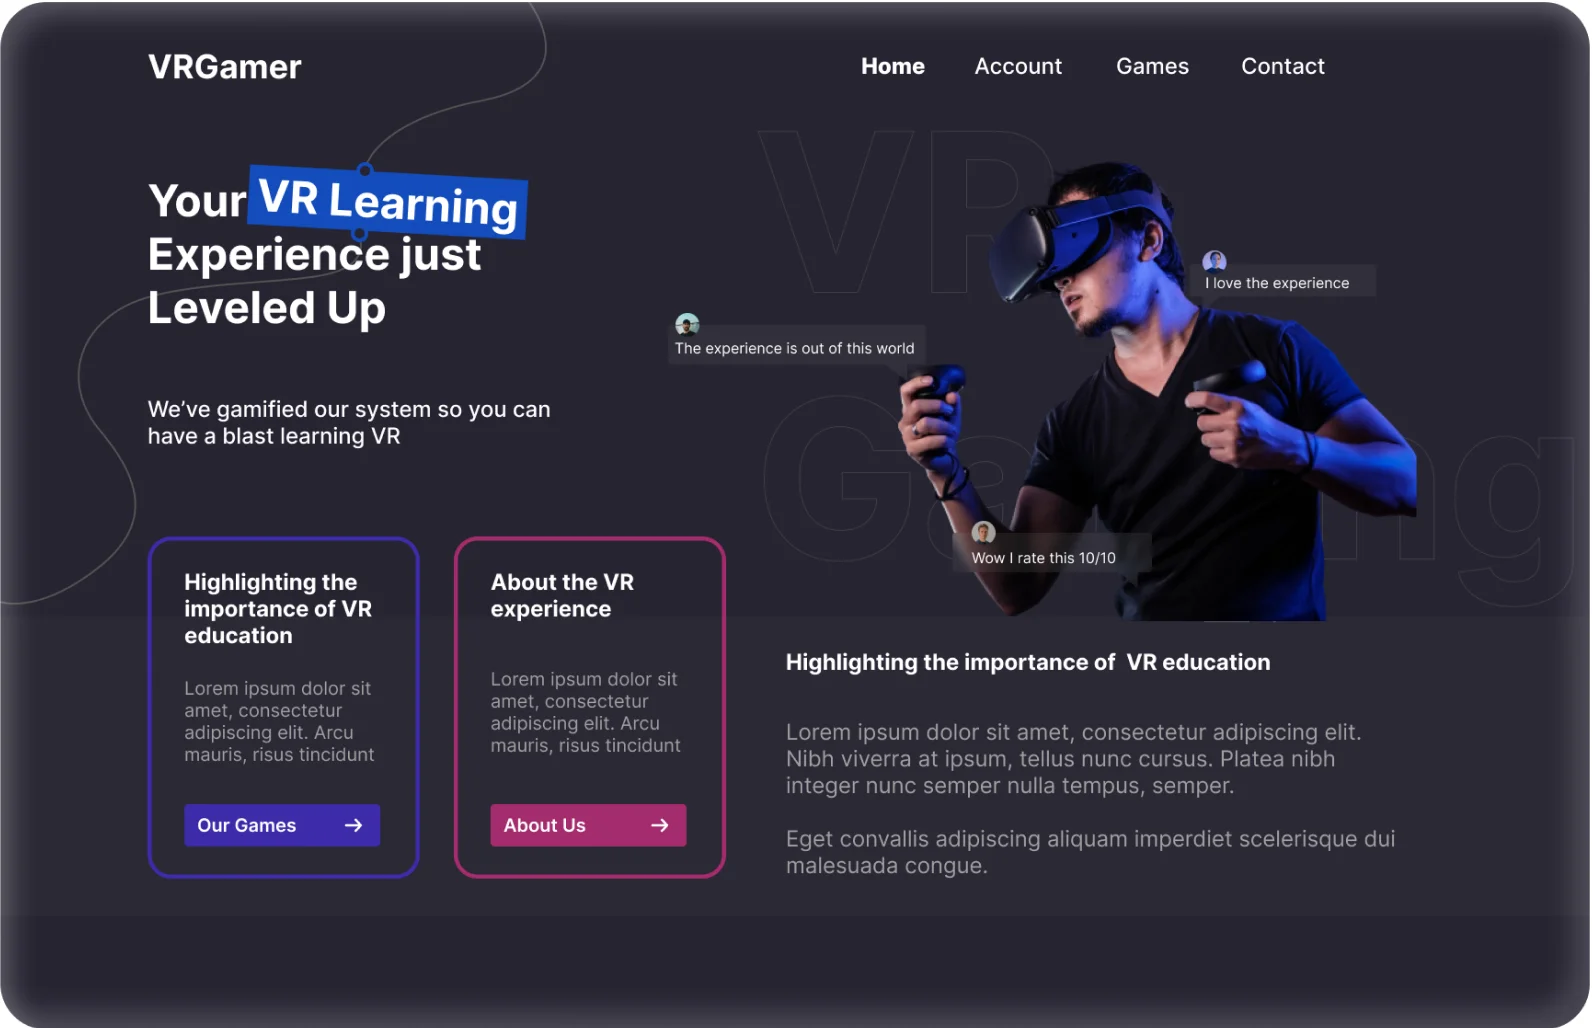 VRGamer
Home
Account
Games
Contact
VR
Your VR Learning
Experience just
Leveled Up
I love the experience
The experience is out of this world
We’ve gamified our system so you can
have a blast learning VR
Wow I rate this 10/10
Highlighting the
importance of VR
education
Lorem ipsum dolor sit
amet, consectetur
adipiscing elit. Arcu
mauris, risus tincidunt
Our Games →
About the VR
experience
Lorem ipsum dolor sit
amet, consectetur
adipiscing elit. Arcu
mauris, risus tincidunt
About Us →
Highlighting the importance of  VR education
Lorem ipsum dolor sit amet, consectetur adipiscing elit.
Nibh viverra at ipsum, tellus nunc cursus. Platea nibh
integer nunc semper nulla tempus, semper.
Eget convallis adipiscing aliquam imperdiet scelerisque dui
malesuada congue.